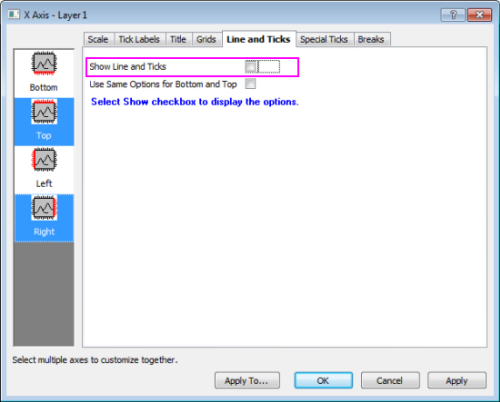 X Axis - Layer 1
Scale Tick Labels Title Grids Line and Ticks Special Ticks Breaks
Show Line and Ticks
Use Same Options for Bottom and Top
Select Show checkbox to display the options.
Bottom
Top
Left
Right
Select multiple axes to customize together.
Apply To... OK Cancel Apply